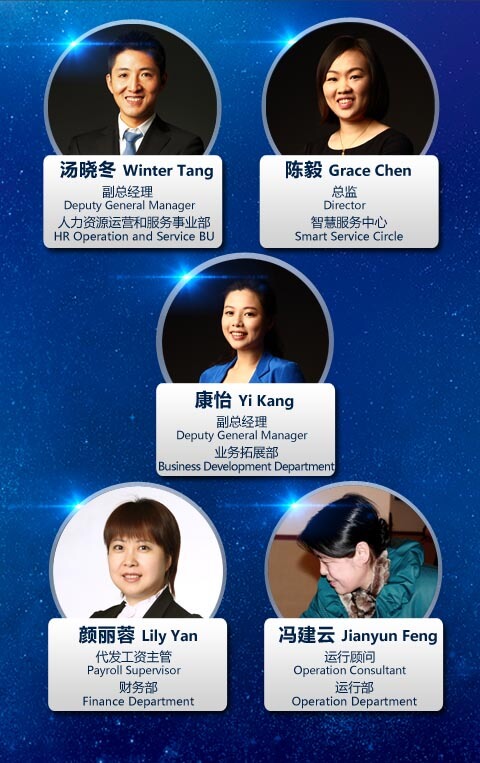 汤晓冬 Winter Tang
副总经理
Deputy General Manager
人力资源运营和服务事业部
HR Operation and Service BU
陈毅 Grace Chen
总监
Director
智慧服务中心
Smart Service Circle
康怡 Yi Kang
副总经理
Deputy General Manager
业务拓展部
Business Development Department
颜丽蓉 Lily Yan
代发工资主管
Payroll Supervisor
财务部
Finance Department
冯建云 Jianyun Feng
运行顾问
Operation Consultant
运行部
Operation Department